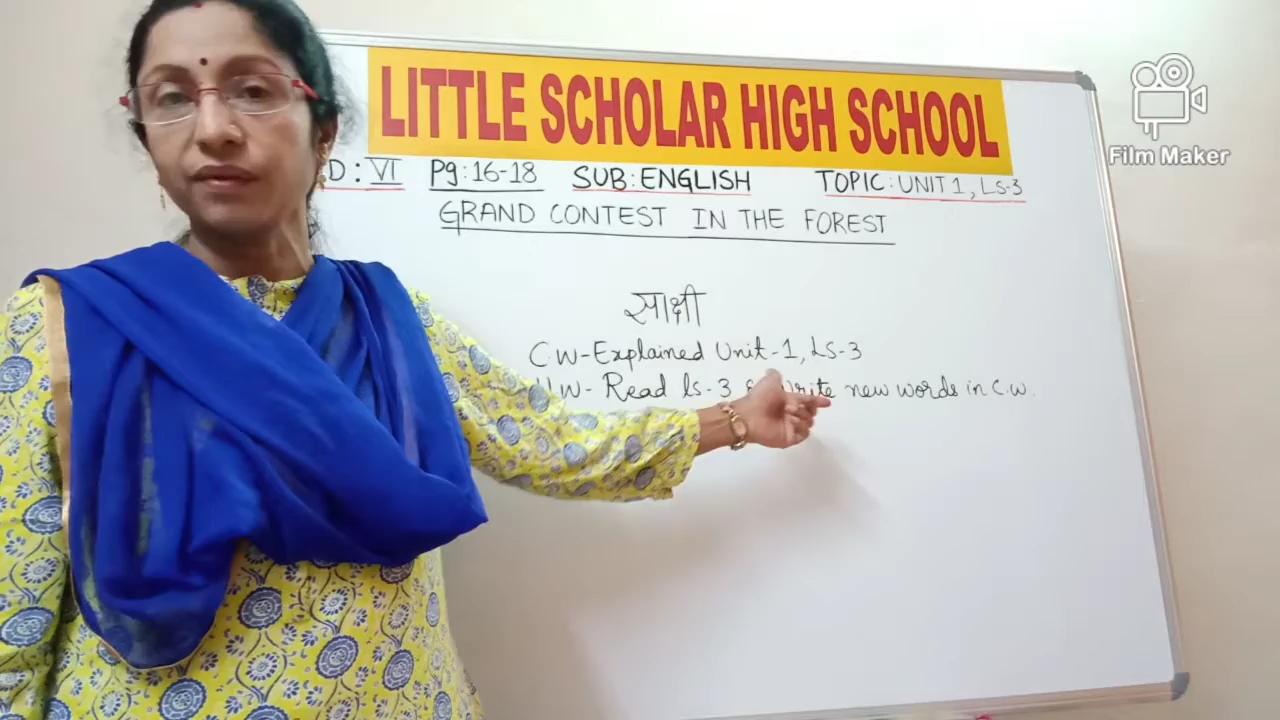 LITTLE SCHOLAR HIGH SCHOOL
D: VI Pg: 16-18 SUB: ENGLISH TOPIC: UNIT 1, LS-3
GRAND CONTEST IN THE FOREST
साक्षी
C.W-Explained Unit-1, Ls-3
H.W- Read ls-3 & write new words in C.W.
Film Maker